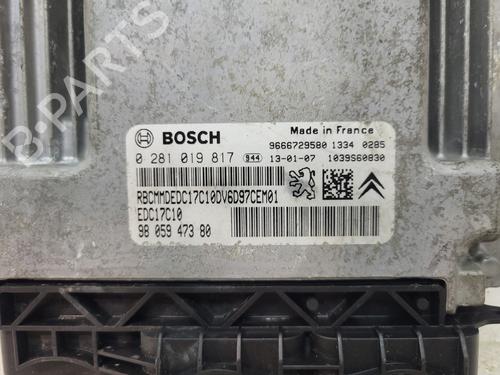 B-PARTS
BOSCH
Made in France
9666729580 1334 0285
0 281 019 817 944 13-01-07 1039S60830
RBCMMDEDC17C10DV6D97CEM01
EDC17C10
98 059 473 80